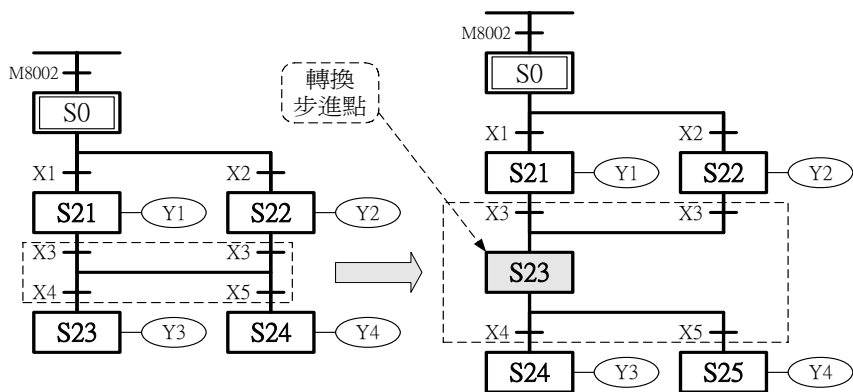 M8002
S0
X1
X2
S21
Y1
S22
Y2
X3
X3
X4
X5
S23
Y3
S24
Y4
轉換
步進點
M8002
S0
X1
X2
S21
Y1
S22
Y2
X3
X3
S23
X4
X5
S24
Y3
S25
Y4